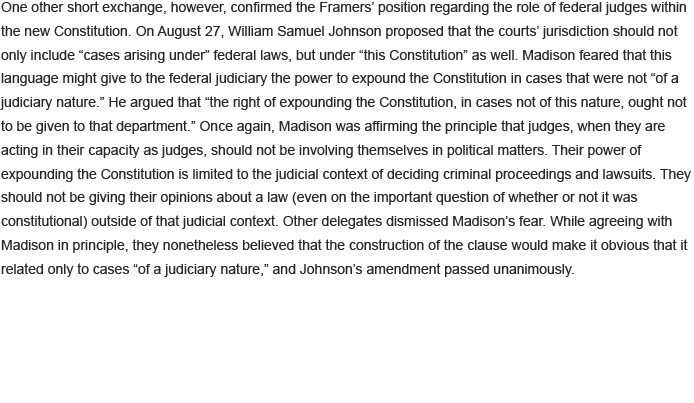 One other short exchange, however, confirmed the Framers’ position regarding the role of federal judges within
the new Constitution. On August 27, William Samuel Johnson proposed that the courts’ jurisdiction should not
only include “cases arising under” federal laws, but under “this Constitution” as well. Madison feared that this
language might give to the federal judiciary the power to expound the Constitution in cases that were not “of a
judiciary nature.” He argued that “the right of expounding the Constitution, in cases not of this nature, ought not
to be given to that department.” Once again, Madison was affirming the principle that judges, when they are
acting in their capacity as judges, should not be involving themselves in political matters. Their power of
expounding the Constitution is limited to the judicial context of deciding criminal proceedings and lawsuits. They
should not be giving their opinions about a law (even on the important question of whether or not it was
constitutional) outside of that judicial context. Other delegates dismissed Madison’s fear. While agreeing with
Madison in principle, they nonetheless believed that the construction of the clause would make it obvious that it
related only to cases “of a judiciary nature,” and Johnson’s amendment passed unanimously.